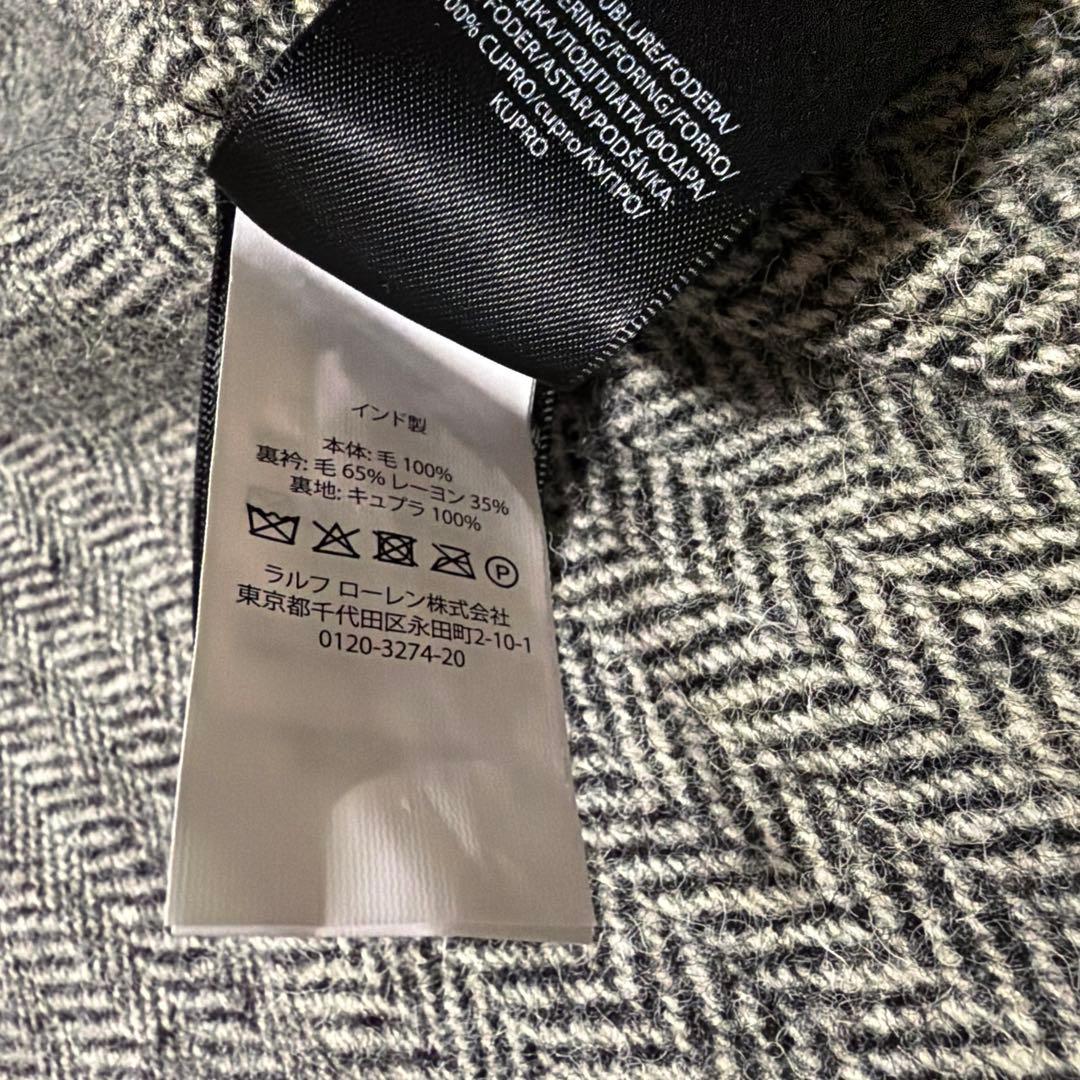 UBLURE/FODERA/
ERING/FORING/FORRO/
ДКА/ПОДПЛАТА/ФОДРА/
FODER/ASTAR/PODŠÍVKA
00% CUPRO/cupro/КУПРО/
KUPRO
インド製
本体: 毛 100%
裏衿: 毛 65% レーヨン 35%
裏地: キュプラ 100%
P
ラルフ ローレン株式会社
東京都千代田区永田町2-10-1
0120-3274-20